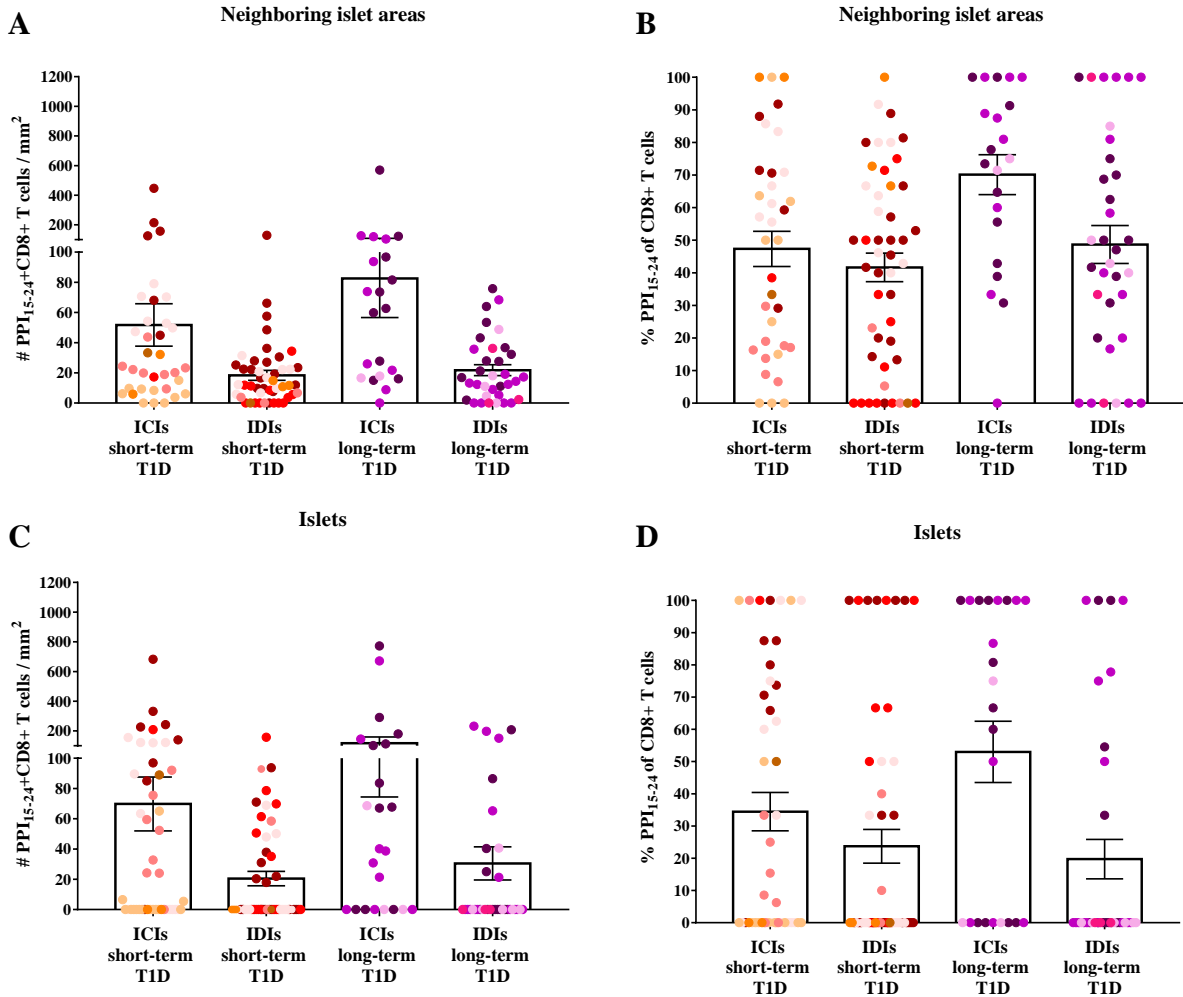 Neighboring islet areas
A
# PPI15-24+CD8+ T cells / mm2
1200
1000
800
600
400
200
100
80
60
40
20
0
ICIs short-term T1D
IDIs short-term T1D
ICIs long-term T1D
IDIs long-term T1D
Neighboring islet areas
B
% PPI15-24 of CD8+ T cells
100
90
80
70
60
50
40
30
20
10
0
ICIs short-term T1D
IDIs short-term T1D
ICIs long-term T1D
IDIs long-term T1D
Islets
C
# PPI15-24+CD8+ T cells / mm2
1200
1000
800
600
400
200
100
80
60
40
20
0
ICIs short-term T1D
IDIs short-term T1D
ICIs long-term T1D
IDIs long-term T1D
Islets
D
% PPI15-24 of CD8+ T cells
100
90
80
70
60
50
40
30
20
10
0
ICIs short-term T1D
IDIs short-term T1D
ICIs long-term T1D
IDIs long-term T1D